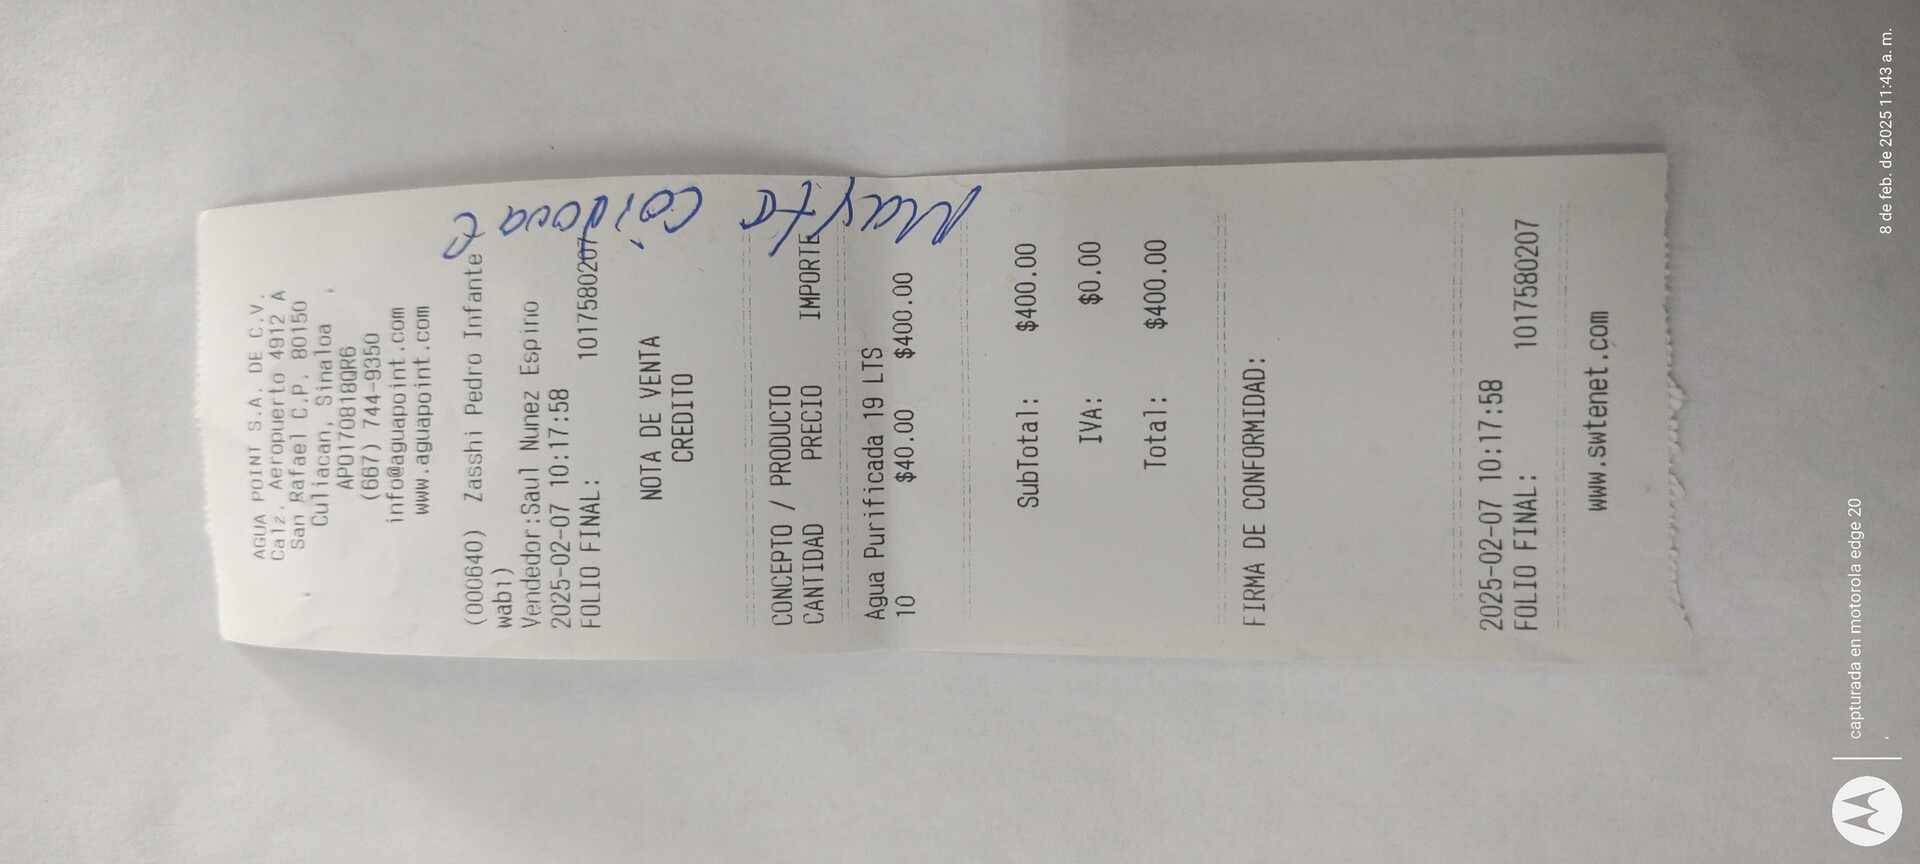 AGUA POINT S.A. DE C.V.
Calz. Aeropuerto 4912 A
San Rafael C.P. 80150
Culiacan, Sinaloa
APO170818QR6
(667) 744-9350
info@aguapoint.com
www.aguapoint.com
(000640) Zasshi Pedro Infante
wabi)
Vendedor:Saul Nunez Espino
2025-02-07 10:17:58
FOLIO FINAL: 1017580207
NOTA DE VENTA
CREDITO
CONCEPTO / PRODUCTO
CANTIDAD PRECIO IMPORTE
Agua Purificada 19 LTS
10 $40.00 $400.00
SubTotal: $400.00
IVA: $0.00
Total: $400.00
FIRMA DE CONFORMIDAD:
2025-02-07 10:17:58
FOLIO FINAL: 1017580207
www.swtenet.com
capturada en motorola edge 20
8 de feb. de 2025 11:43 a. m.